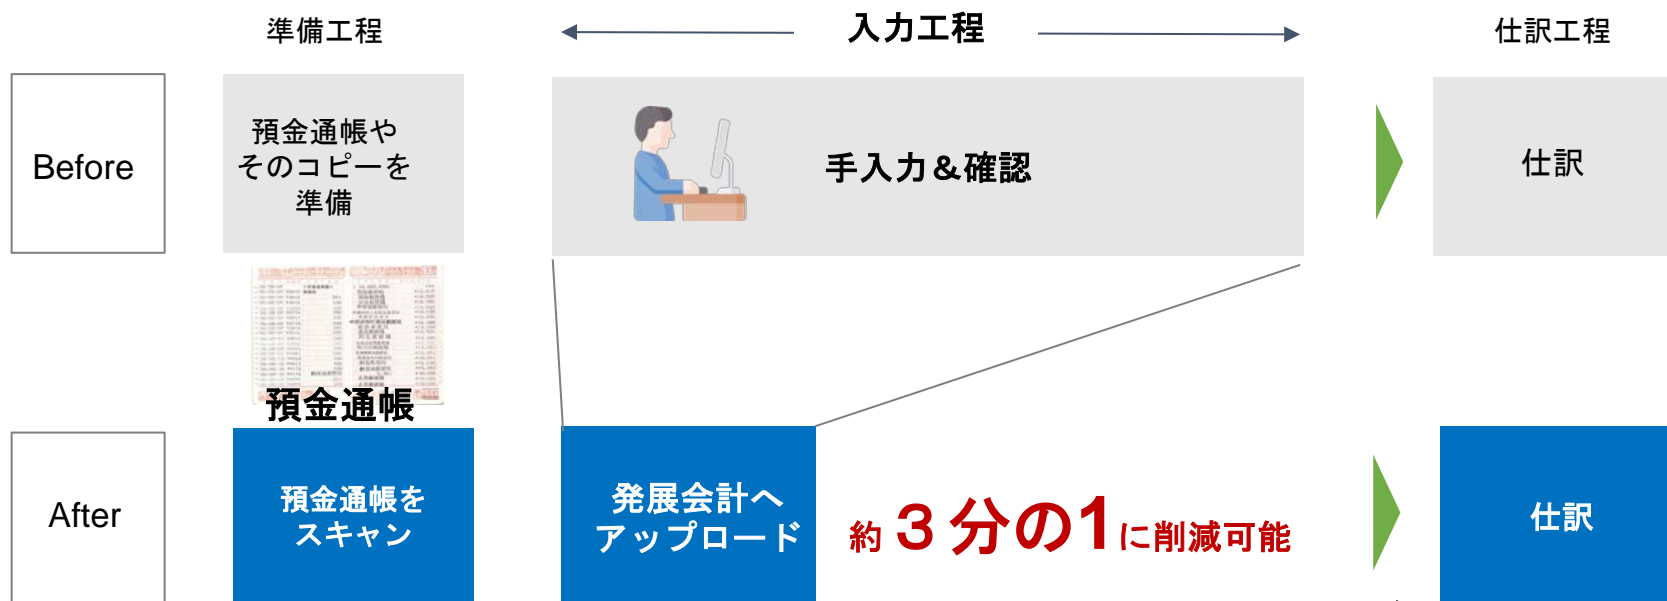 準備工程
入力工程
仕訳工程
Before
預金通帳や
そのコピーを
準備
手入力＆確認
仕訳
預金通帳
After
預金通帳を
スキャン
発展会計へ
アップロード
約３分の1に削減可能
仕訳